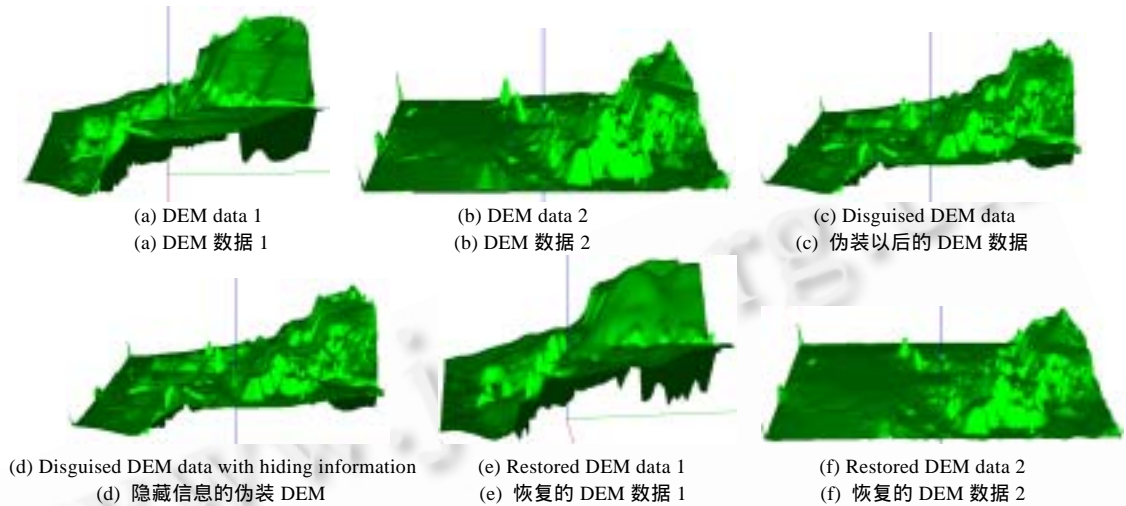 (a) DEM data 1
(a) DEM 数据 1
(b) DEM data 2
(b) DEM 数据 2
(c) Disguised DEM data
(c) 伪装以后的 DEM 数据
(d) Disguised DEM data with hiding information
(d) 隐藏信息的伪装 DEM
(e) Restored DEM data 1
(e) 恢复的 DEM 数据 1
(f) Restored DEM data 2
(f) 恢复的 DEM 数据 2